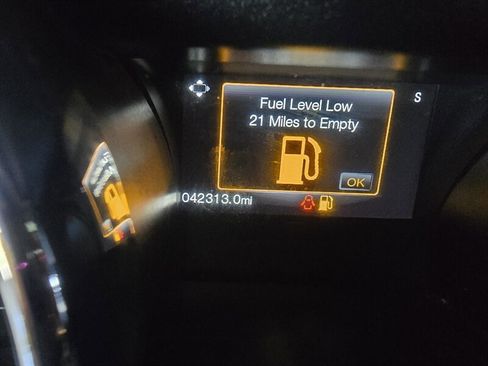 S
Fuel Level Low
21 Miles to Empty
OK
042313.0mi